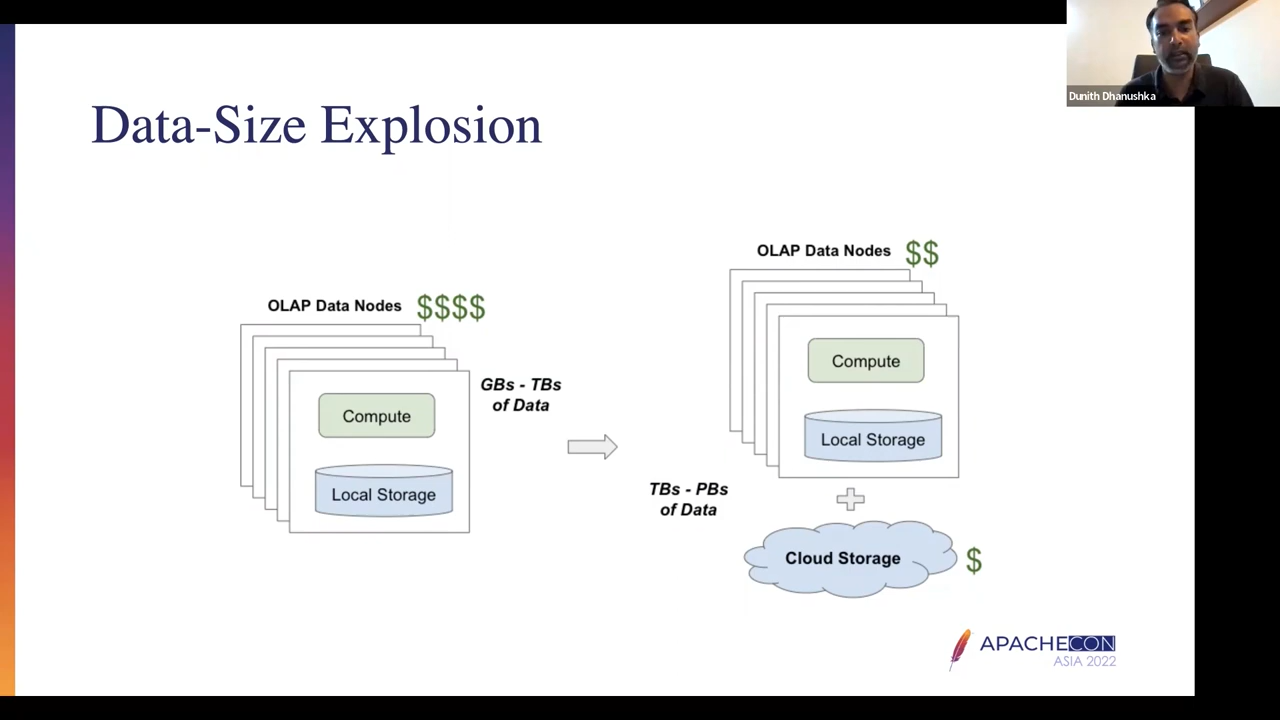 Dunith Dhanushka
Data-Size Explosion
OLAP Data Nodes $$$$
Compute
Local Storage
GBs - TBs
of Data
OLAP Data Nodes $$
Compute
Local Storage
TBs - PBs
of Data
Cloud Storage $
APACHECON
ASIA 2022